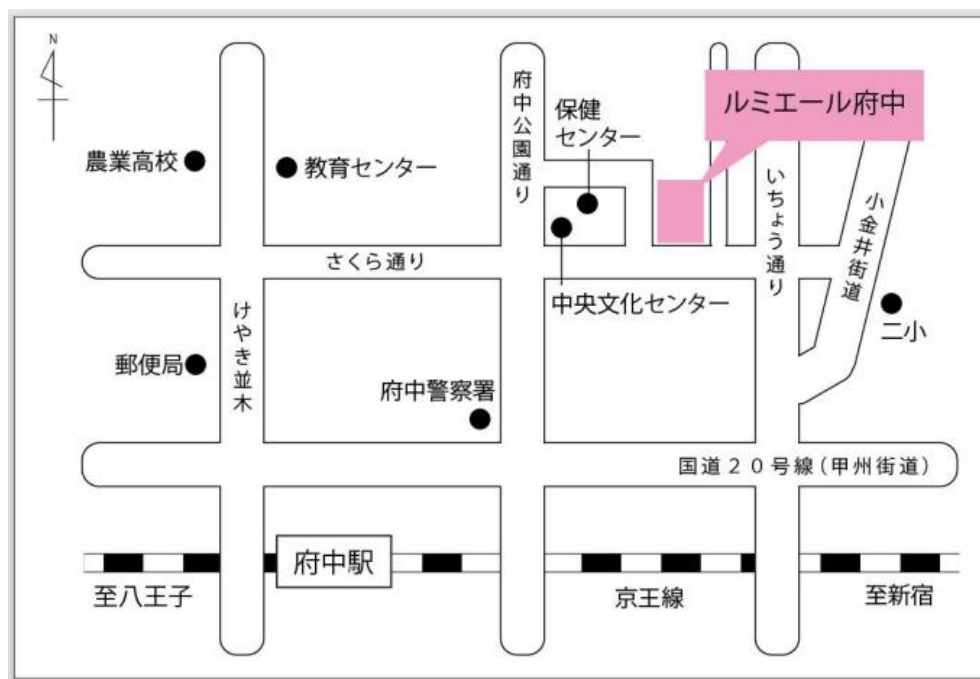 N
ルミエール府中
府中公園通り
保健
センター
農業高校
教育センター
いちょう通り
小金井街道
さくら通り
中央文化センター
けやき並木
二小
郵便局
府中警察署
国道20号線(甲州街道)
府中駅
至八王子
京王線
至新宿